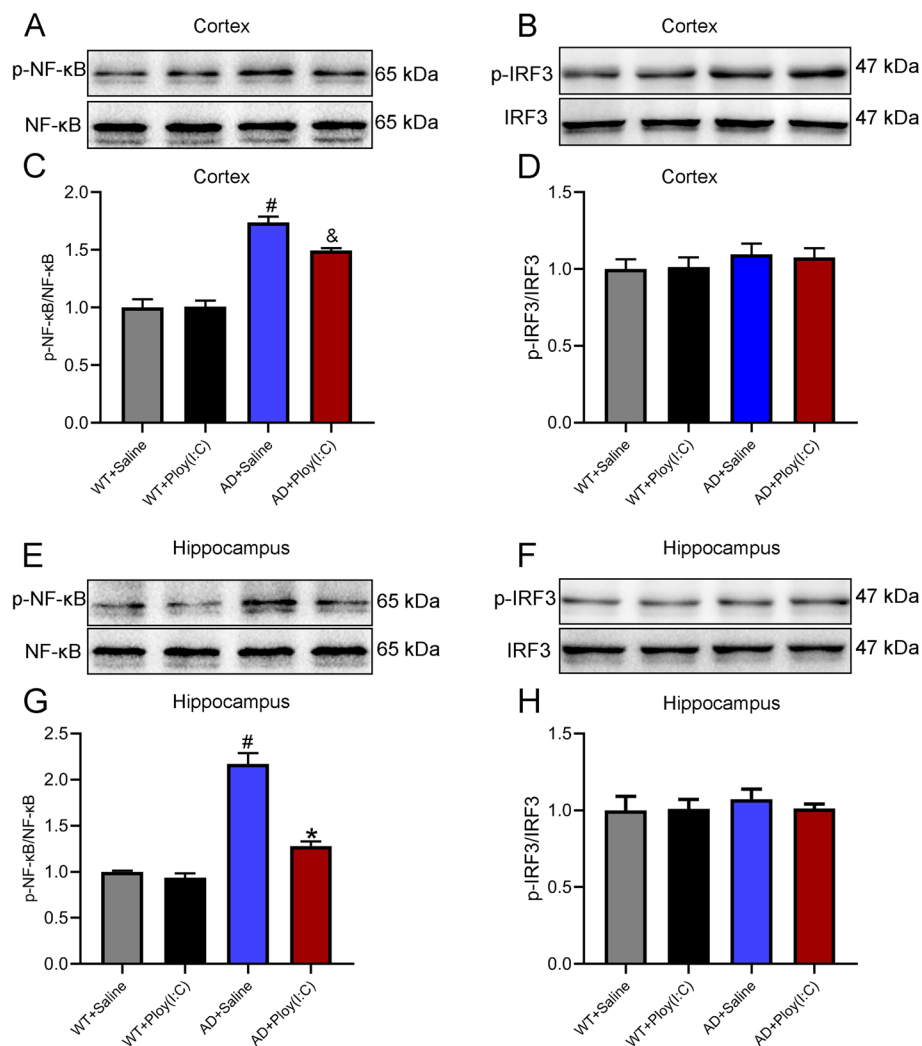 A
Cortex
p-NF-κB
65 kDa
NF-κB
65 kDa
B
Cortex
p-IRF3
47 kDa
IRF3
47 kDa
C
Cortex
p-NF-κB/NF-κB
2.0
1.5
1.0
0.5
0.0
#
&
WT+Saline
WT+Ploy(I:C)
AD+Saline
AD+Ploy(I:C)
D
Cortex
p-IRF3/IRF3
1.5
1.0
0.5
0.0
WT+Saline
WT+Ploy(I:C)
AD+Saline
AD+Ploy(I:C)
E
Hippocampus
p-NF-κB
65 kDa
NF-κB
65 kDa
F
Hippocampus
p-IRF3
47 kDa
IRF3
47 kDa
G
Hippocampus
p-NF-κB/NF-κB
2.5
2.0
1.5
1.0
0.5
0.0
#
*
WT+Saline
WT+Ploy(I:C)
AD+Saline
AD+Ploy(I:C)
H
Hippocampus
p-IRF3/IRF3
1.5
1.0
0.5
0.0
WT+Saline
WT+Ploy(I:C)
AD+Saline
AD+Ploy(I:C)